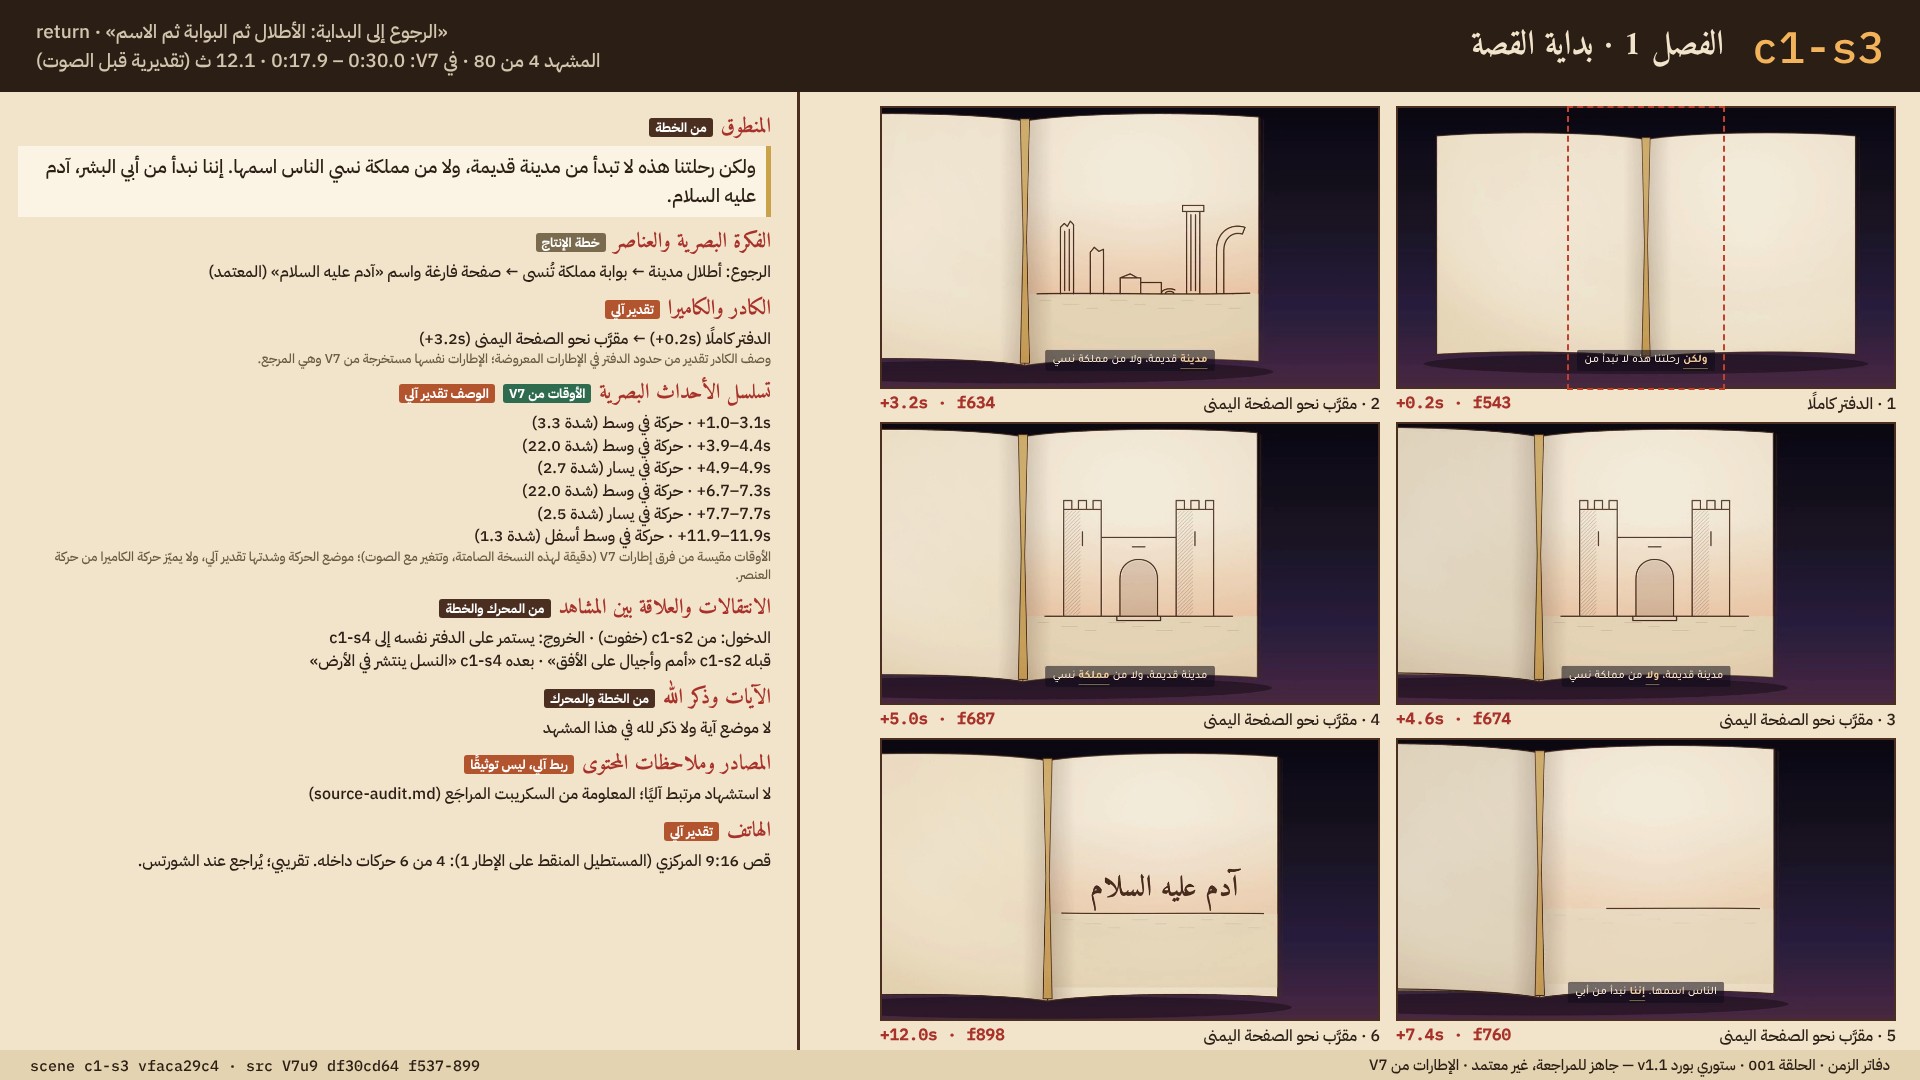 c1-s3 الفصل 1 · بداية القصة
«الرجوع إلى البداية: الأطلال ثم البوابة ثم الاسم» · return
المشهد 4 من 80 · في V7: 0:17.9 – 0:30.0 · 12.1 ث (تقديرية قبل الصوت)
ولكن رحلتنا هذه لا تبدأ من
1 · الدفتر كاملًا +0.2s · f543
مدينة قديمة، ولا من مملكة نسي
2 · مقرَّب نحو الصفحة اليمنى +3.2s · f634
مدينة قديمة، ولا من مملكة نسي
3 · مقرَّب نحو الصفحة اليمنى +4.6s · f674
مدينة قديمة، ولا من مملكة نسي
4 · مقرَّب نحو الصفحة اليمنى +5.0s · f687
الناس اسمها. إننا نبدأ من أبي
5 · مقرَّب نحو الصفحة اليمنى +7.4s · f760
آدم عليه السلام
6 · مقرَّب نحو الصفحة اليمنى +12.0s · f898
المنطوق من الخطة
ولكن رحلتنا هذه لا تبدأ من مدينة قديمة، ولا من مملكة نسي الناس اسمها. إننا نبدأ من أبي البشر، آدم
عليه السلام.
الفكرة البصرية والعناصر خطة الإنتاج
الرجوع: أطلال مدينة ← بوابة مملكة تُنسى ← صفحة فارغة واسم «آدم عليه السلام» (المعتمد)
الكادر والكاميرا تقدير آلي
الدفتر كاملًا (+0.2s) ← مقرَّب نحو الصفحة اليمنى (+3.2s)
وصف الكادر تقدير من حدود الدفتر في الإطارات المعروضة؛ الإطارات نفسها مستخرجة من V7 وهي المرجع.
تسلسل الأحداث البصرية الأوقات من V7 الوصف تقدير آلي
+1.0–3.1s · حركة في وسط (شدة 3.3)
+3.9–4.4s · حركة في وسط (شدة 22.0)
+4.9–4.9s · حركة في يسار (شدة 2.7)
+6.7–7.3s · حركة في وسط (شدة 22.0)
+7.7–7.7s · حركة في يسار (شدة 2.5)
+11.9–11.9s · حركة في وسط أسفل (شدة 1.3)
الأوقات مقيسة من فرق إطارات V7 (دقيقة لهذه النسخة الصامتة، وتتغير مع الصوت)؛ موضع الحركة وشدتها تقدير آلي، ولا يميّز حركة الكاميرا من حركة
العنصر.
الانتقالات والعلاقة بين المشاهد من المحرك والخطة
الدخول: من c1-s2 (خفوت) · الخروج: يستمر على الدفتر نفسه إلى c1-s4
قبله c1-s2 «أمم وأجيال على الأفق» · بعده c1-s4 «النسل ينتشر في الأرض»
الآيات وذكر الله من الخطة والمحرك
لا موضع آية ولا ذكر لله في هذا المشهد
المصادر وملاحظات المحتوى ربط آلي، ليس توثيقًا
لا استشهاد مرتبط آليًا؛ المعلومة من السكريبت المراجَع (source-audit.md)
الهاتف تقدير آلي
قص 9:16 المركزي (المستطيل المنقط على الإطار 1): 4 من 6 حركات داخله. تقريبي؛ يُراجع عند الشورتس.
دفاتر الزمن · الحلقة 001 · ستوري بورد v1.1 — جاهز للمراجعة، غير معتمد · الإطارات من V7
scene c1-s3 vfaca29c4 · src V7u9 df30cd64 f537-899